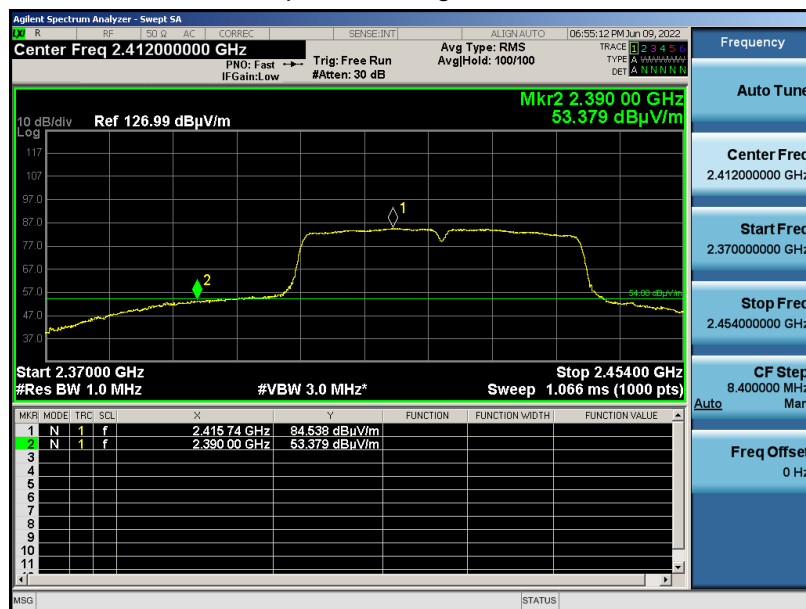 Agilent Spectrum Analyzer - Swept SA
LXI R RF 50 Ω AC CORREC SENSE:INT ALIGN AUTO 06:55:12 PM Jun 09, 2022
Center Freq 2.412000000 GHz
PNO: Fast
IFGain:Low
Trig: Free Run
#Atten: 30 dB
Avg Type: RMS
Avg|Hold: 100/100
TRACE 1 2 3 4 5 6
TYPE A WWWWW
DET A N N N N N
Mkr2 2.390 00 GHz
53.379 dBµV/m
10 dB/div Ref 126.99 dBµV/m
Log
117
107
97.0
87.0
77.0
67.0
57.0
47.0
37.0
1
2
54.00 dBµV/m
Start 2.37000 GHz Stop 2.45400 GHz
#Res BW 1.0 MHz #VBW 3.0 MHz* Sweep 1.066 ms (1000 pts)
MKR MODE TRC SCL X Y FUNCTION FUNCTION WIDTH FUNCTION VALUE
1 N 1 f 2.415 74 GHz 84.538 dBµV/m
2 N 1 f 2.390 00 GHz 53.379 dBµV/m
3
4
5
6
7
8
9
10
11
MSG STATUS
Frequency
Auto Tune
Center Freq
2.412000000 GHz
Start Freq
2.370000000 GHz
Stop Freq
2.454000000 GHz
CF Step
8.400000 MHz
Auto Man
Freq Offset
0 Hz